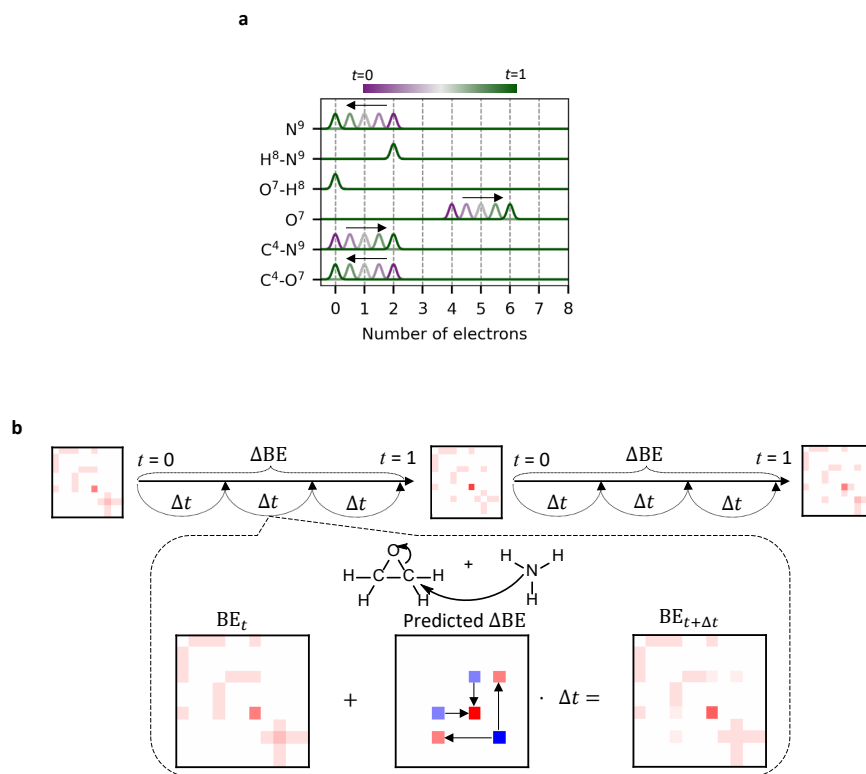 a
t=0 t=1
N⁹
H⁸-N⁹
O⁷-H⁸
O⁷
C⁴-N⁹
C⁴-O⁷
0 1 2 3 4 5 6 7 8
Number of electrons
b
t = 0 ΔBE t = 1 t = 0 ΔBE t = 1
Δt Δt Δt Δt Δt Δt
O + H H
H C C H N
H H H
BEₜ Predicted ΔBE BEₜ₊Δₜ
+ · Δt =